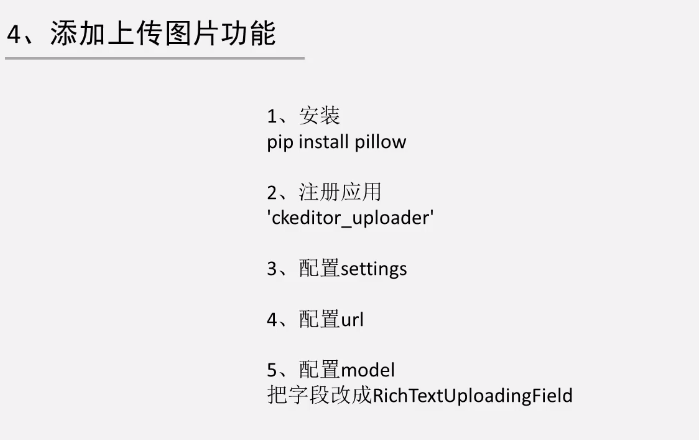 4、添加上传图片功能
1、安装
pip install pillow
2、注册应用
'ckeditor_uploader'
3、配置settings
4、配置url
5、配置model
把字段改成RichTextUploadingField